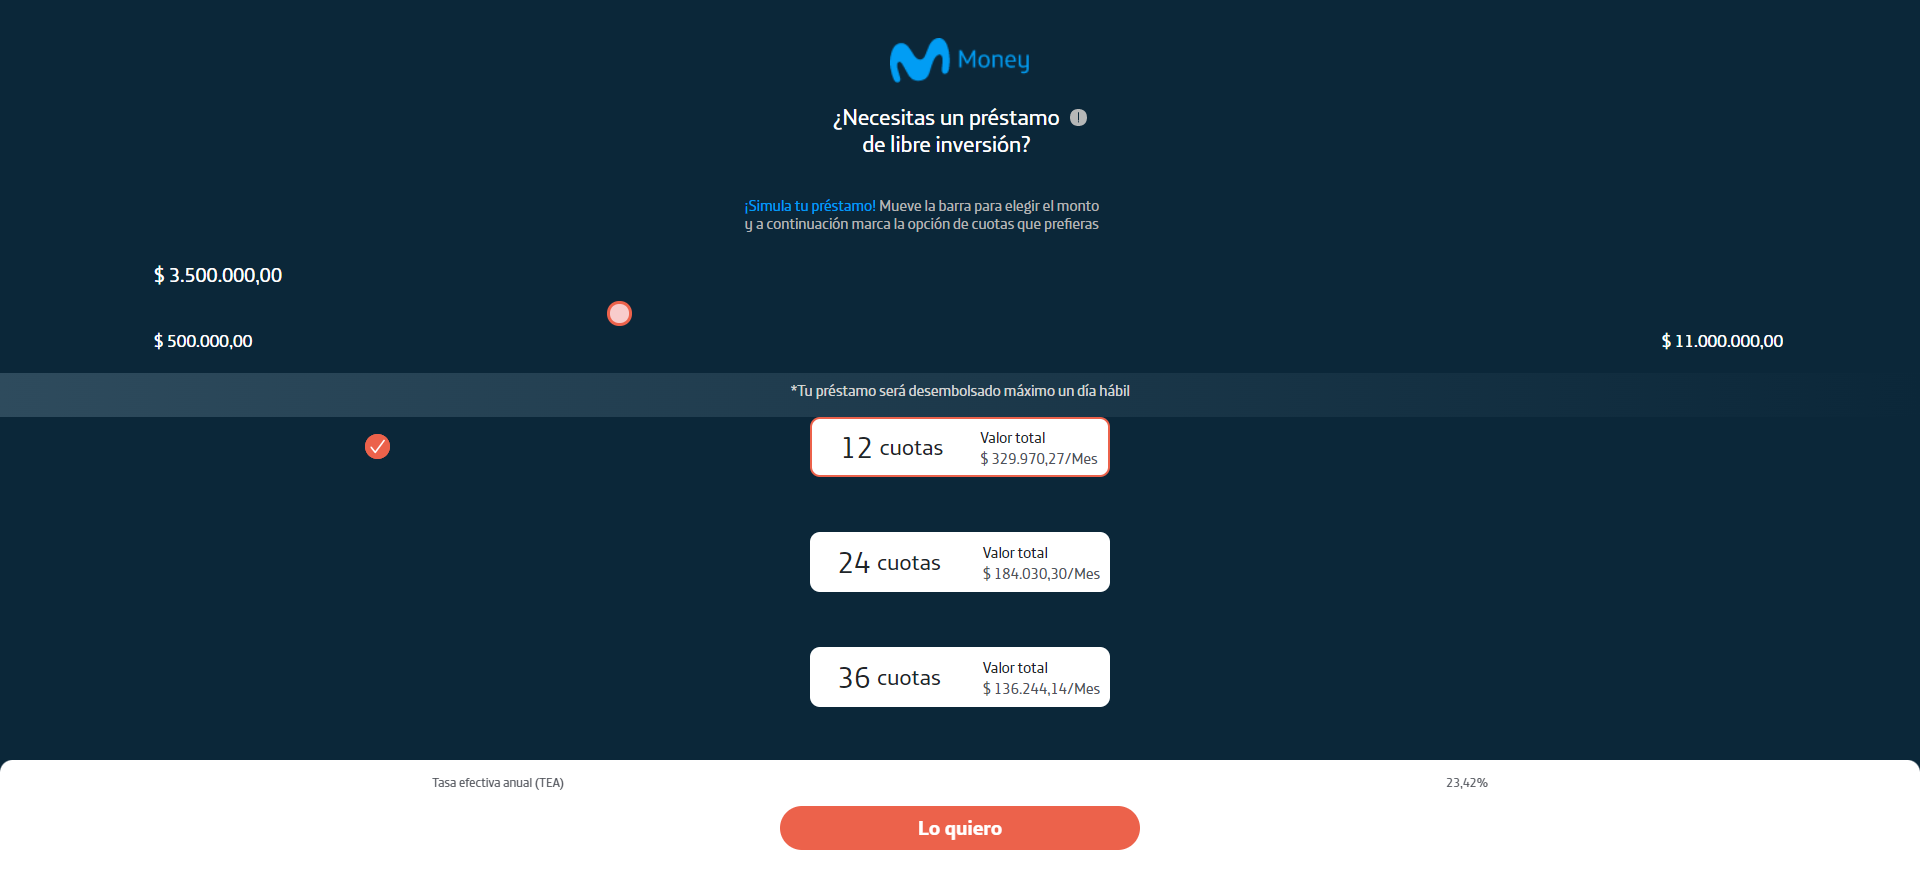 Money
¿Necesitas un préstamo
de libre inversión?
¡Simula tu préstamo! Mueve la barra para elegir el monto
y a continuación marca la opción de cuotas que prefieras
$ 3.500.000,00
$ 500.000,00
$ 11.000.000,00
*Tu préstamo será desembolsado máximo un día hábil
12 cuotas
Valor total
$ 329.970,27/Mes
24 cuotas
Valor total
$ 184.030,30/Mes
36 cuotas
Valor total
$ 136.244,14/Mes
Tasa efectiva anual (TEA)
23,42%
Lo quiero